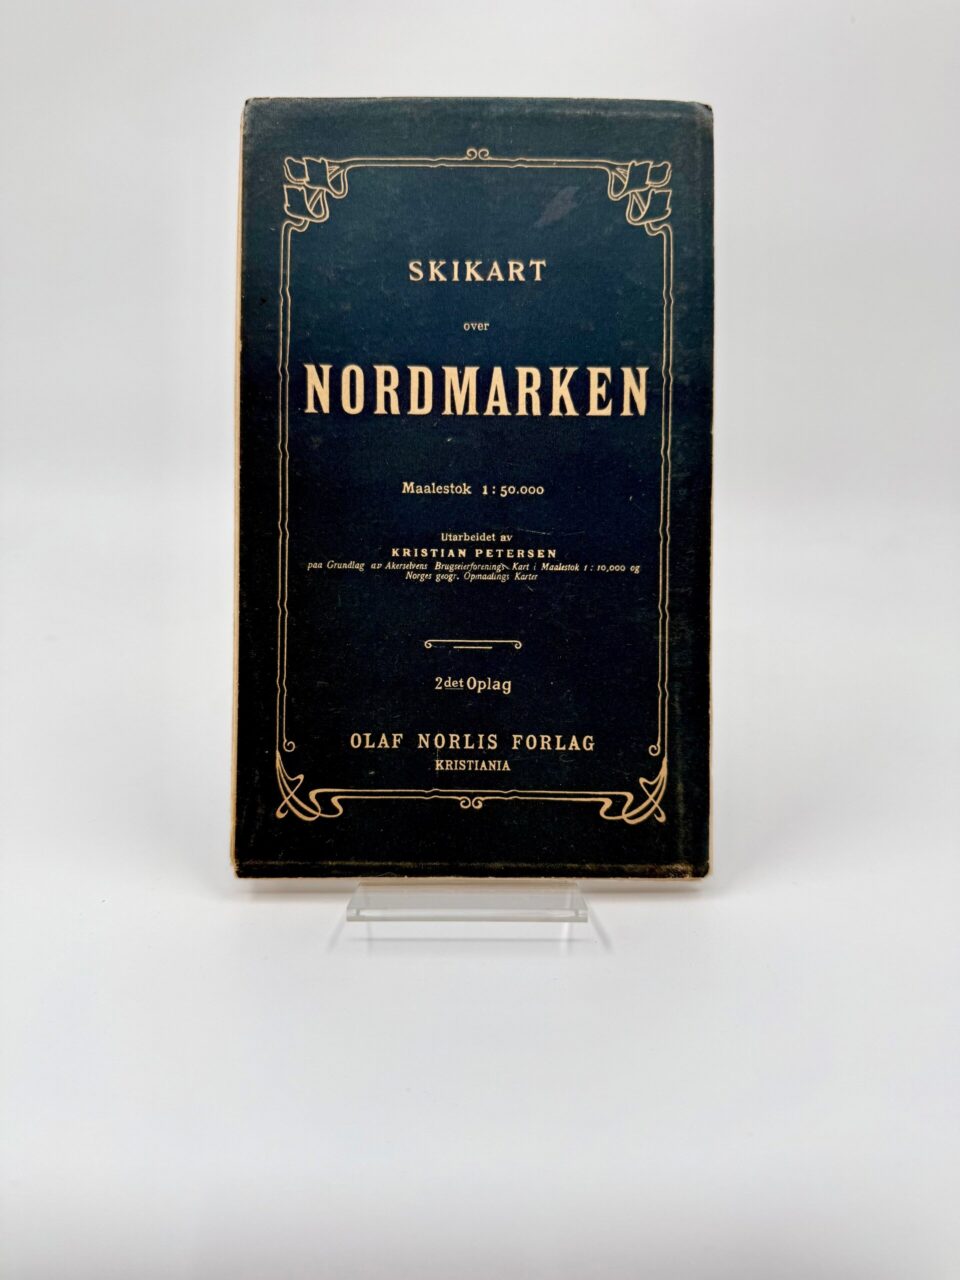 SKIKART
over
NORDMARKEN
Maalestok 1:50.000
Utarbeidet av
KRISTIAN PETERSEN
paa Grundlag av Akerselvens Brugseierforening's Kart i Maalestok 1:10,000 og
Norges geogr. Opmaalings Karter
2det Oplag
OLAF NORLIS FORLAG
KRISTIANIA